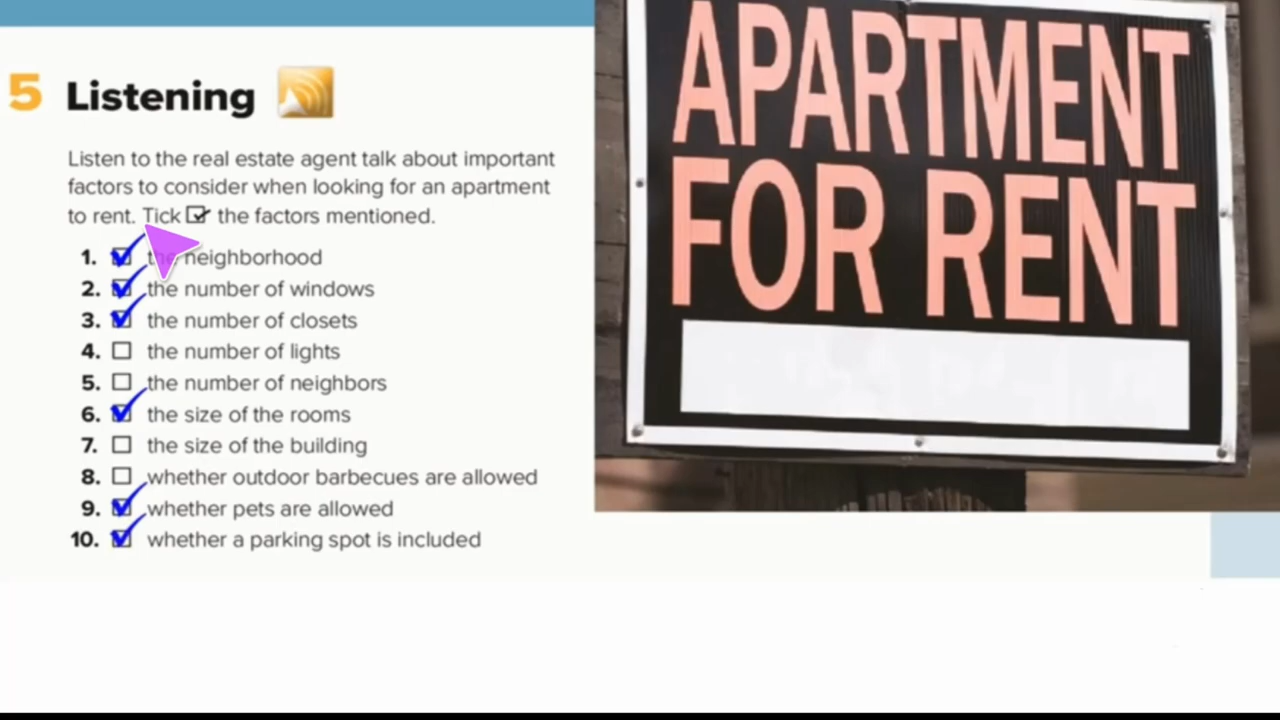 5 Listening
Listen to the real estate agent talk about important
factors to consider when looking for an apartment
to rent. Tick ☑ the factors mentioned.
1. ☑ the neighborhood
2. ☑ the number of windows
3. ☑ the number of closets
4. ☐ the number of lights
5. ☐ the number of neighbors
6. ☑ the size of the rooms
7. ☐ the size of the building
8. ☐ whether outdoor barbecues are allowed
9. ☑ whether pets are allowed
10. ☑ whether a parking spot is included
APARTMENT
FOR RENT